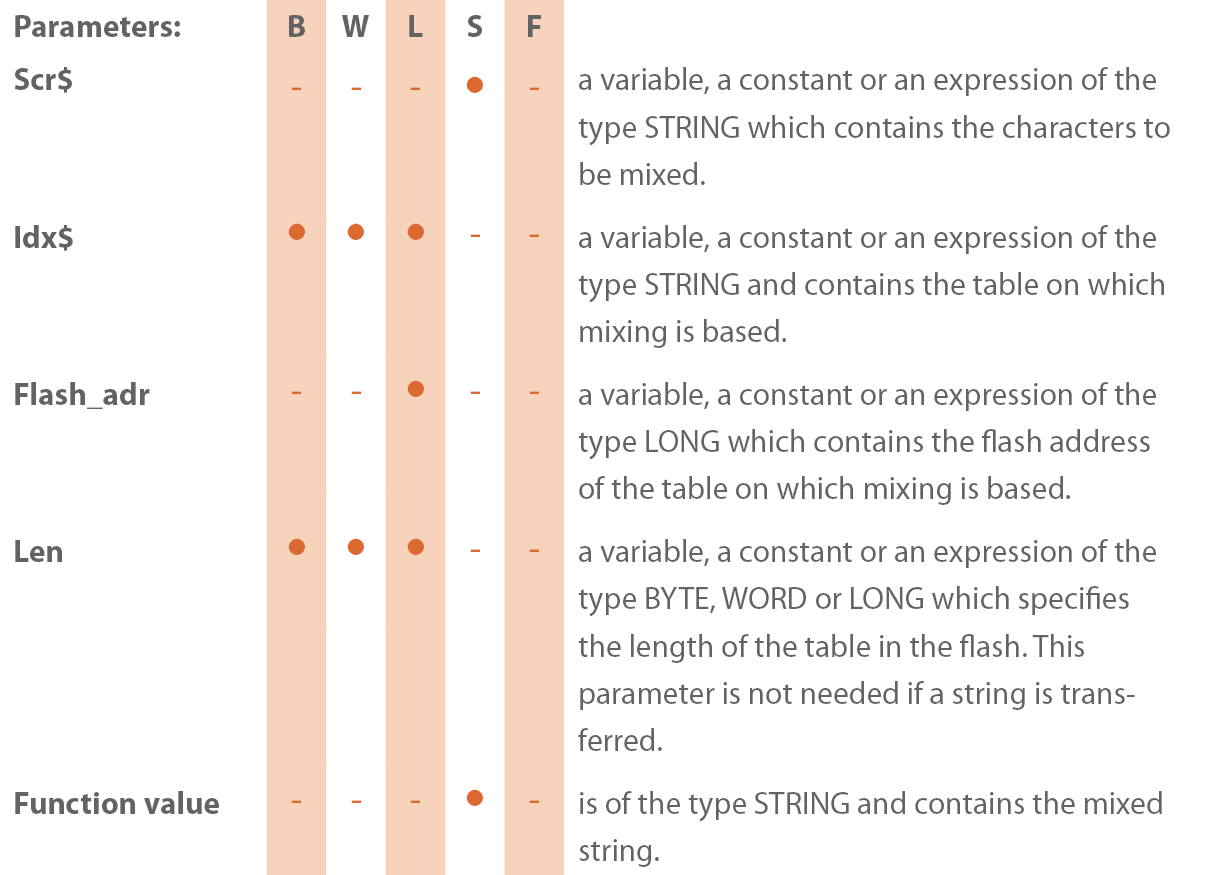 Parameters: B W L S F
Scr$ - - - ● - a variable, a constant or an expression of the
type STRING which contains the characters to
be mixed.
Idx$ ● ● ● - - a variable, a constant or an expression of the
type STRING and contains the table on which
mixing is based.
Flash_adr - - ● - - a variable, a constant or an expression of the
type LONG which contains the flash address
of the table on which mixing is based.
Len ● ● ● - - a variable, a constant or an expression of the
type BYTE, WORD or LONG which specifies
the length of the table in the flash. This
parameter is not needed if a string is trans-
ferred.
Function value - - - ● - is of the type STRING and contains the mixed
string.